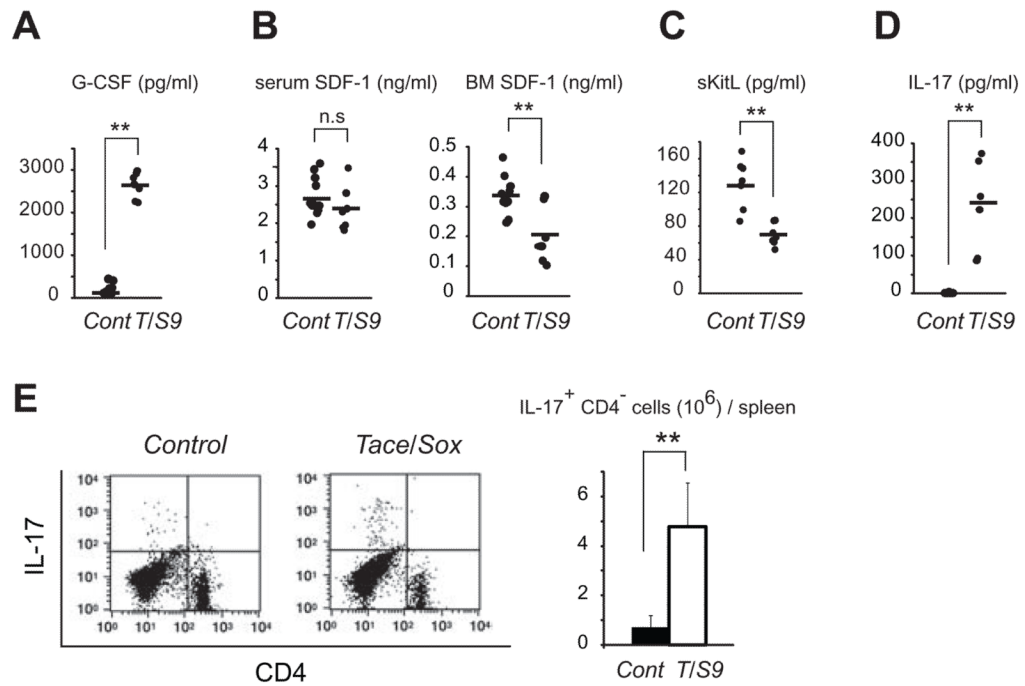 A
B
C
D
G-CSF (pg/ml)
serum SDF-1 (ng/ml)
BM SDF-1 (ng/ml)
sKitL (pg/ml)
IL-17 (pg/ml)
**
n.s
**
**
**
3000
2000
1000
0
4
3
2
1
0
0.5
0.4
0.3
0.2
0.1
0
160
120
80
40
0
400
300
200
100
0
Cont T/S9
Cont T/S9
Cont T/S9
Cont T/S9
Cont T/S9
E
IL-17⁺ CD4⁻ cells (10⁶) / spleen
Control
Tace/Sox
**
IL-17
10⁴
10³
10²
10¹
10⁰
10⁰ 10¹ 10² 10³ 10⁴
10⁴
10³
10²
10¹
10⁰
10⁰ 10¹ 10² 10³ 10⁴
CD4
6
4
2
0
Cont T/S9